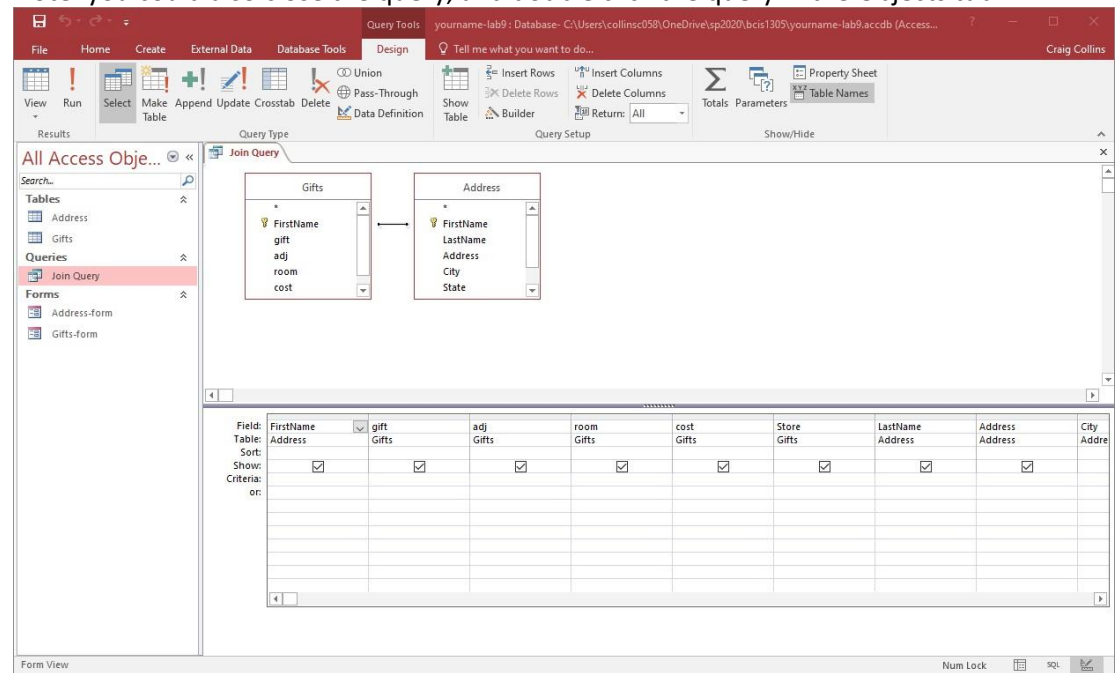 Query Tools yourname-lab9 : Database- C:\Users\collinsc058\OneDrive\sp2020\bcis1305\yourname-lab9.accdb (Access... ?
File Home Create External Data Database Tools Design Tell me what you want to do... Craig Collins
View Run Select Make Table Append Update Crosstab Delete
Union
Pass-Through
Data Definition
Show Table
Insert Rows
Delete Rows
Builder
Insert Columns
Delete Columns
Return: All
Totals Parameters
Property Sheet
Table Names
Results Query Type Query Setup Show/Hide
All Access Obje...
Search...
Tables
Address
Gifts
Queries
Join Query
Forms
Address-form
Gifts-form
Join Query
Gifts
*
FirstName
gift
adj
room
cost
Address
*
FirstName
LastName
Address
City
State
Field: FirstName gift adj room cost Store LastName Address City
Table: Address Gifts Gifts Gifts Gifts Gifts Address Address Addre
Sort:
Show:
Criteria:
or:
Form View Num Lock SQL